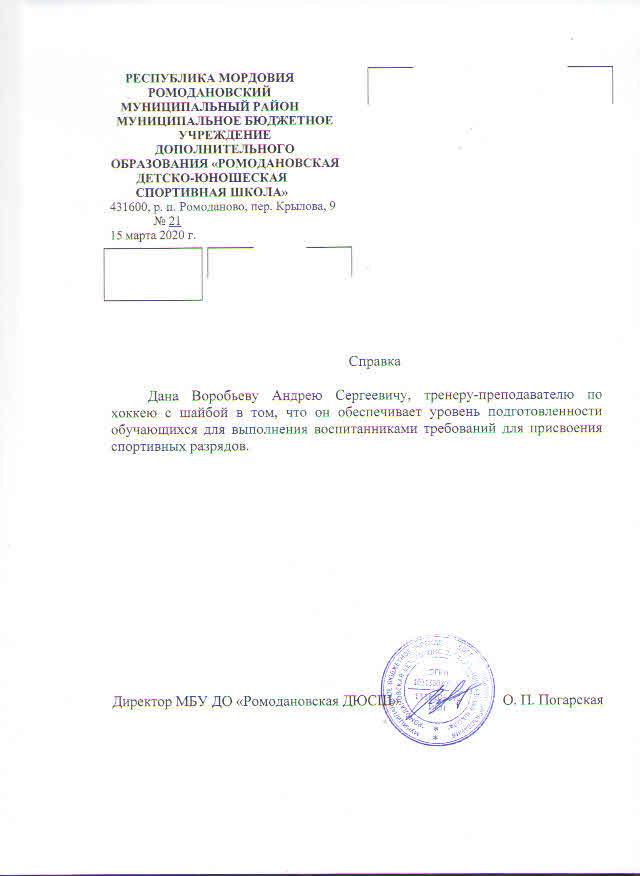 РЕСПУБЛИКА МОРДОВИЯ
РОМОДАНОВСКИЙ
МУНИЦИПАЛЬНЫЙ РАЙОН
МУНИЦИПАЛЬНОЕ БЮДЖЕТНОЕ
УЧРЕЖДЕНИЕ
ДОПОЛНИТЕЛЬНОГО
ОБРАЗОВАНИЯ «РОМОДАНОВСКАЯ
ДЕТСКО-ЮНОШЕСКАЯ
СПОРТИВНАЯ ШКОЛА»
431600, р. п. Ромоданово, пер. Крылова, 9
№ 21
15 марта 2020 г.
Справка
Дана Воробьеву Андрею Сергеевичу, тренеру-преподавателю по
хоккею с шайбой в том, что он обеспечивает уровень подготовленности
обучающихся для выполнения воспитанниками требований для присвоения
спортивных разрядов.
Директор МБУ ДО «Ромодановская ДЮСШ» О. П. Погарская